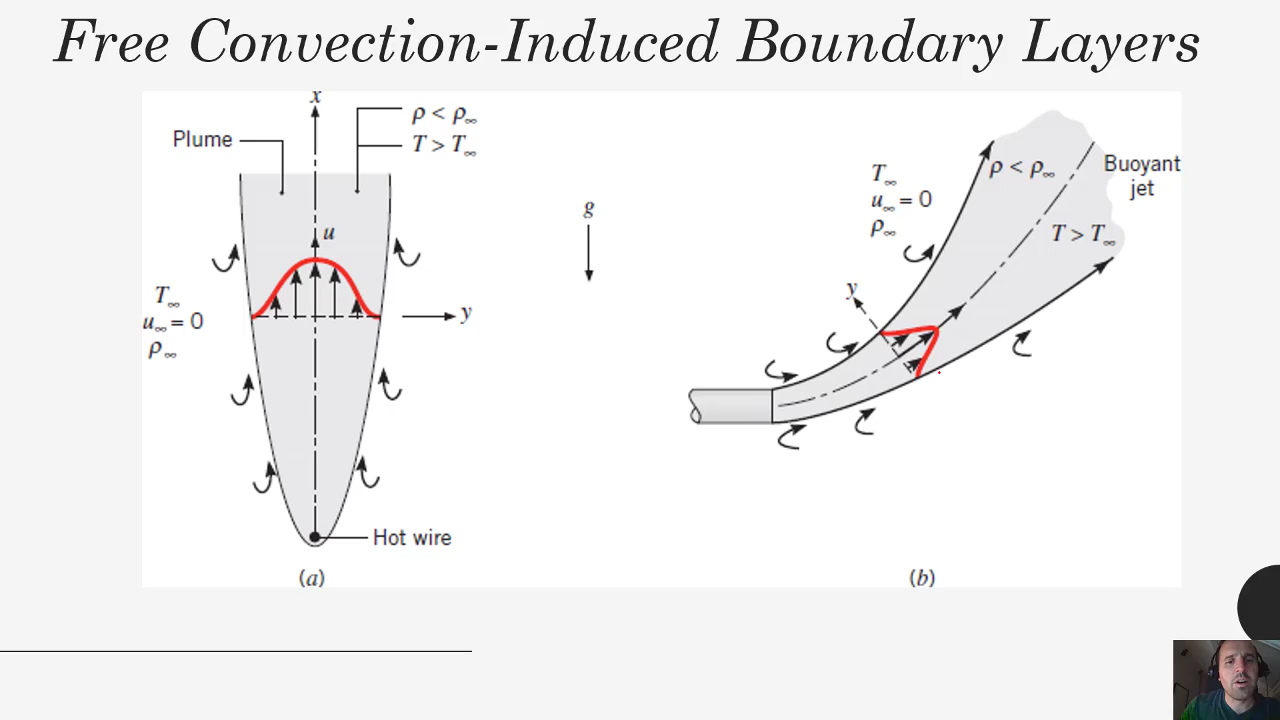 Free Convection-Induced Boundary Layers
x
ρ < ρ∞
T > T∞
Plume
u
T∞
u∞ = 0
ρ∞
y
Hot wire
(a)
g
T∞
u∞ = 0
ρ∞
ρ < ρ∞
Buoyant
jet
T > T∞
y
(b)